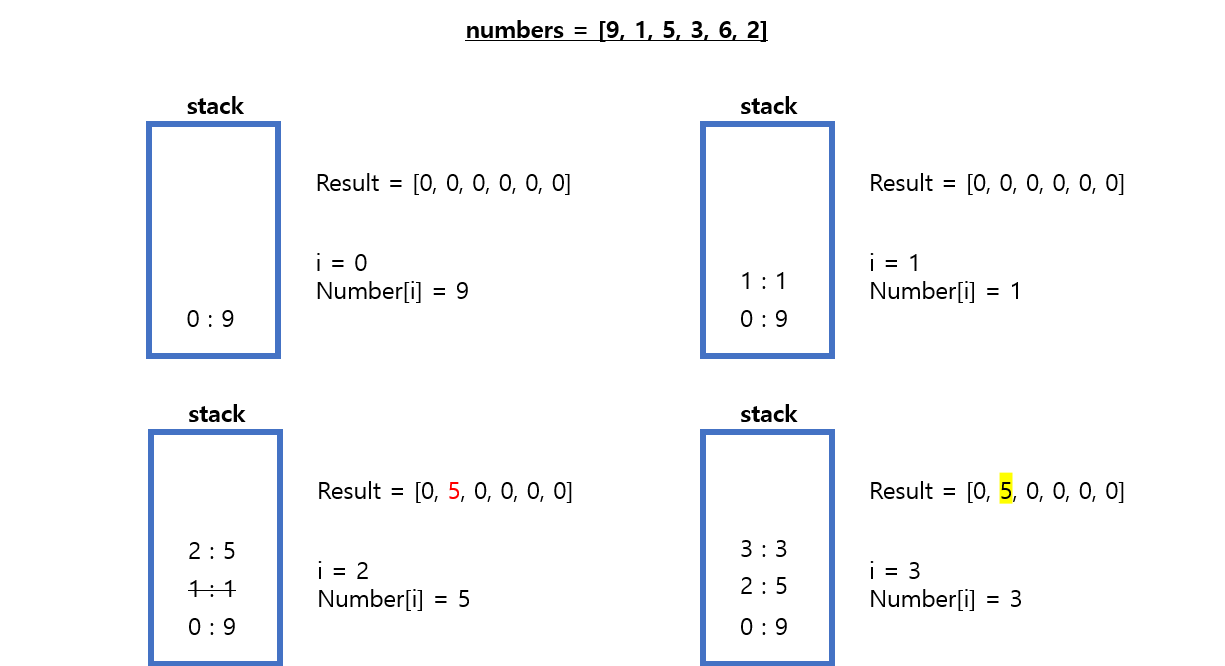 numbers = [9, 1, 5, 3, 6, 2]
stack
Result = [0, 0, 0, 0, 0, 0]
i = 0
Number[i] = 9
0 : 9
stack
Result = [0, 0, 0, 0, 0, 0]
i = 1
Number[i] = 1
1 : 1
0 : 9
stack
Result = [0, 5, 0, 0, 0, 0]
i = 2
Number[i] = 5
2 : 5
1 : 1
0 : 9
stack
Result = [0, 5, 0, 0, 0, 0]
i = 3
Number[i] = 3
3 : 3
2 : 5
0 : 9